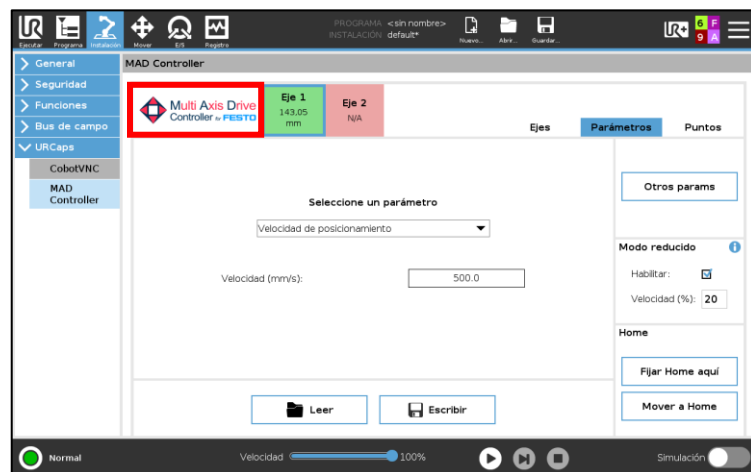 PROGRAMA <sin nombre>
INSTALACIÓN default*
UR+
6 F
9 A
Ejecutar Programa Instalación Mover E/S Registro Nuevo... Abrir... Guardar...
General
MAD Controller
Seguridad
Funciones
Bus de campo
URCaps
CobotVNC
MAD
Controller
Multi Axis Drive
Controller by FESTO
Eje 1
143,05
mm
Eje 2
N/A
Ejes Parámetros Puntos
Seleccione un parámetro
Velocidad de posicionamiento
Velocidad (mm/s): 500.0
Leer Escribir
Otros params
Modo reducido
Habilitar:
Velocidad (%): 20
Home
Fijar Home aquí
Mover a Home
Normal Velocidad 100% Simulación